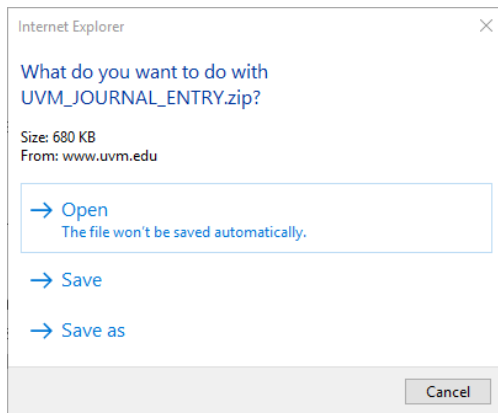 Internet Explorer
What do you want to do with
UVM_JOURNAL_ENTRY.zip?
Size: 680 KB
From: www.uvm.edu
Open
The file won't be saved automatically.
Save
Save as
Cancel